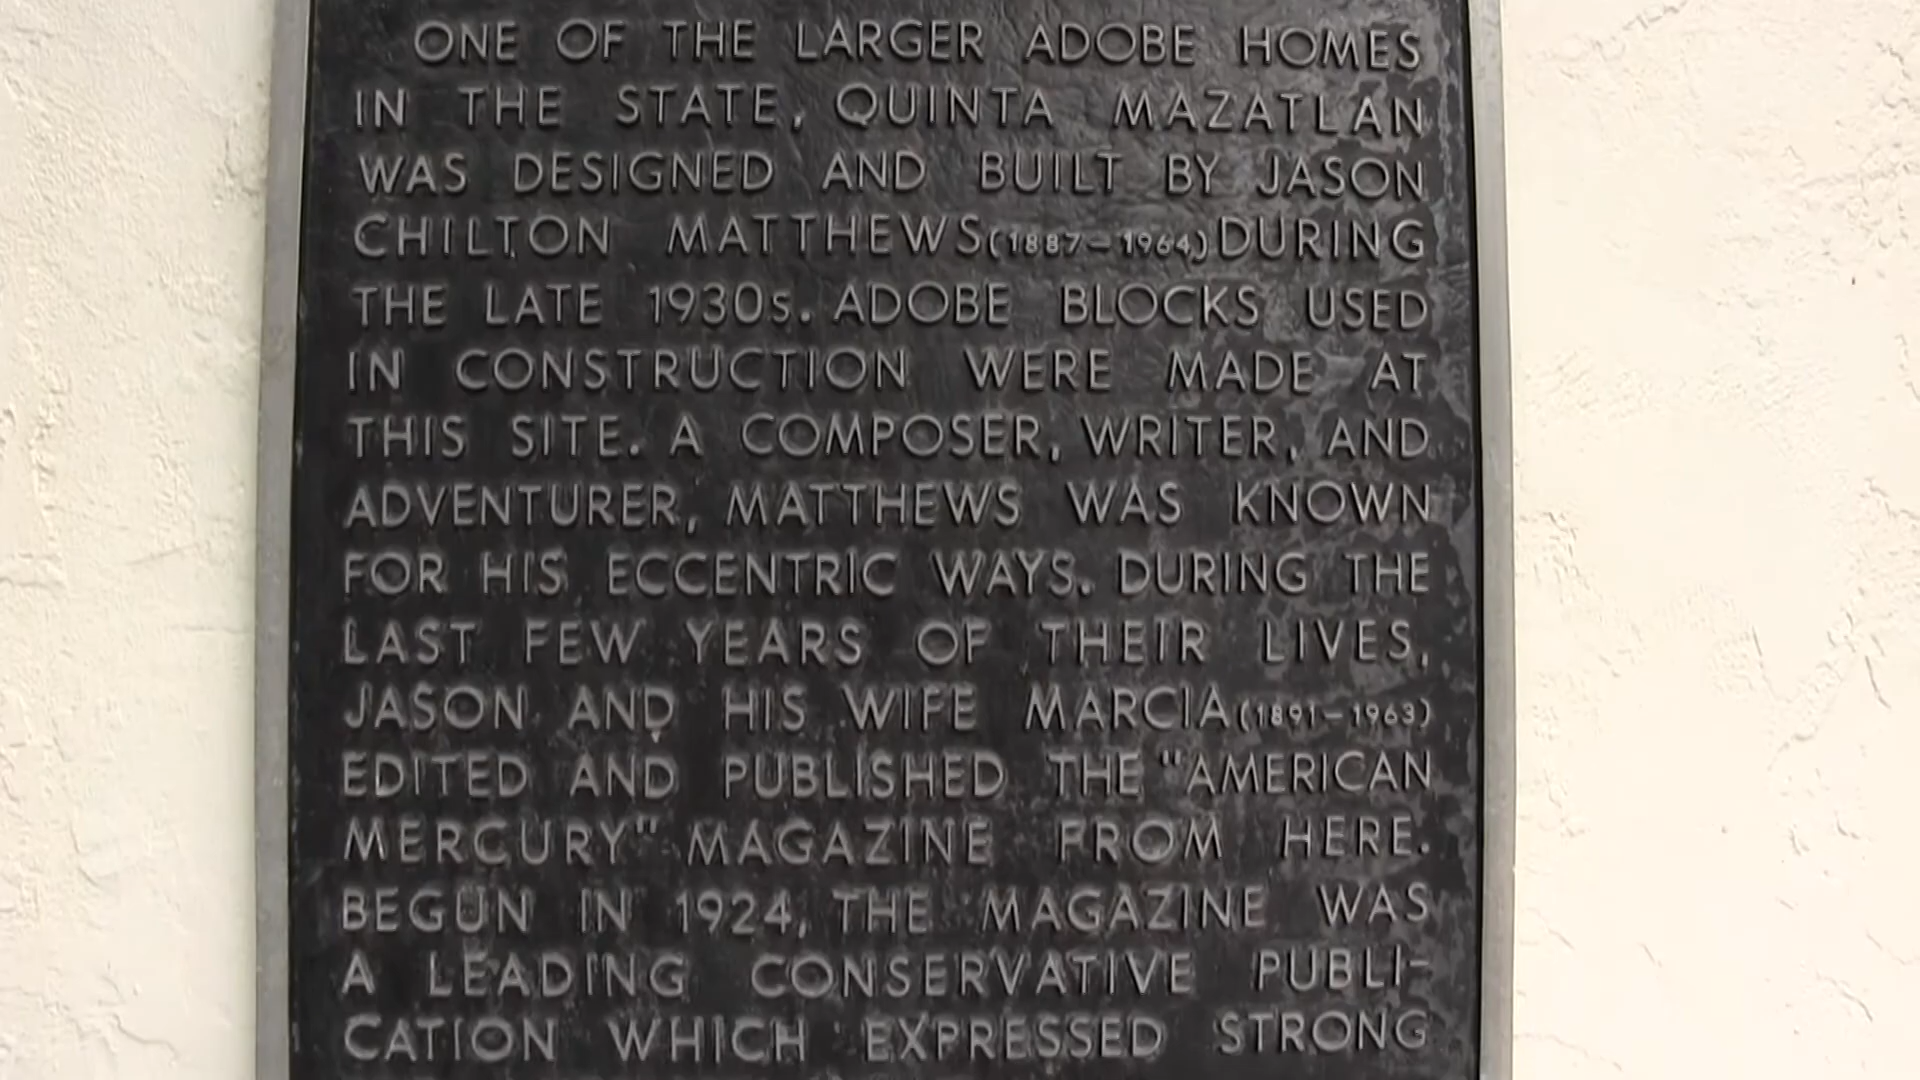 ONE OF THE LARGER ADOBE HOMES
IN THE STATE, QUINTA MAZATLAN
WAS DESIGNED AND BUILT BY JASON
CHILTON MATTHEWS (1887-1964) DURING
THE LATE 1930s. ADOBE BLOCKS USED
IN CONSTRUCTION WERE MADE AT
THIS SITE. A COMPOSER, WRITER, AND
ADVENTURER, MATTHEWS WAS KNOWN
FOR HIS ECCENTRIC WAYS. DURING THE
LAST FEW YEARS OF THEIR LIVES,
JASON AND HIS WIFE MARCIA (1891-1963)
EDITED AND PUBLISHED THE "AMERICAN
MERCURY" MAGAZINE FROM HERE.
BEGUN IN 1924, THE MAGAZINE WAS
A LEADING CONSERVATIVE PUBLI-
CATION WHICH EXPRESSED STRONG